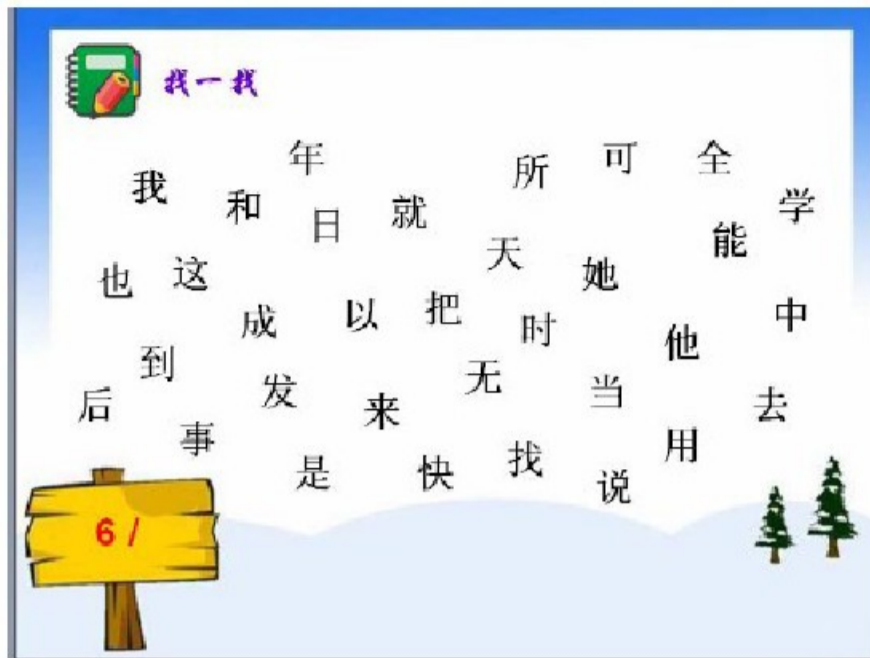 找一找
年 所 可 全
我 和 日 就 学
能
也 这 天 她
成 以 把 时 他 中
到 发 来 无 当 去
后 事 用
是 快 找 说
6 /